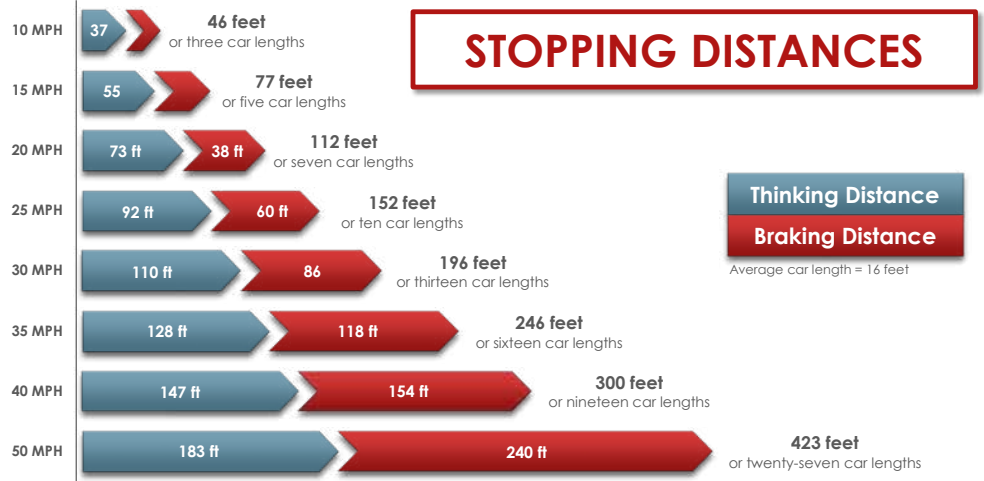 STOPPING DISTANCES
10 MPH
37
46 feet
or three car lengths
15 MPH
55
77 feet
or five car lengths
20 MPH
73 ft
38 ft
112 feet
or seven car lengths
25 MPH
92 ft
60 ft
152 feet
or ten car lengths
Thinking Distance
Braking Distance
Average car length = 16 feet
30 MPH
110 ft
86
196 feet
or thirteen car lengths
35 MPH
128 ft
118 ft
246 feet
or sixteen car lengths
40 MPH
147 ft
154 ft
300 feet
or nineteen car lengths
50 MPH
183 ft
240 ft
423 feet
or twenty-seven car lengths